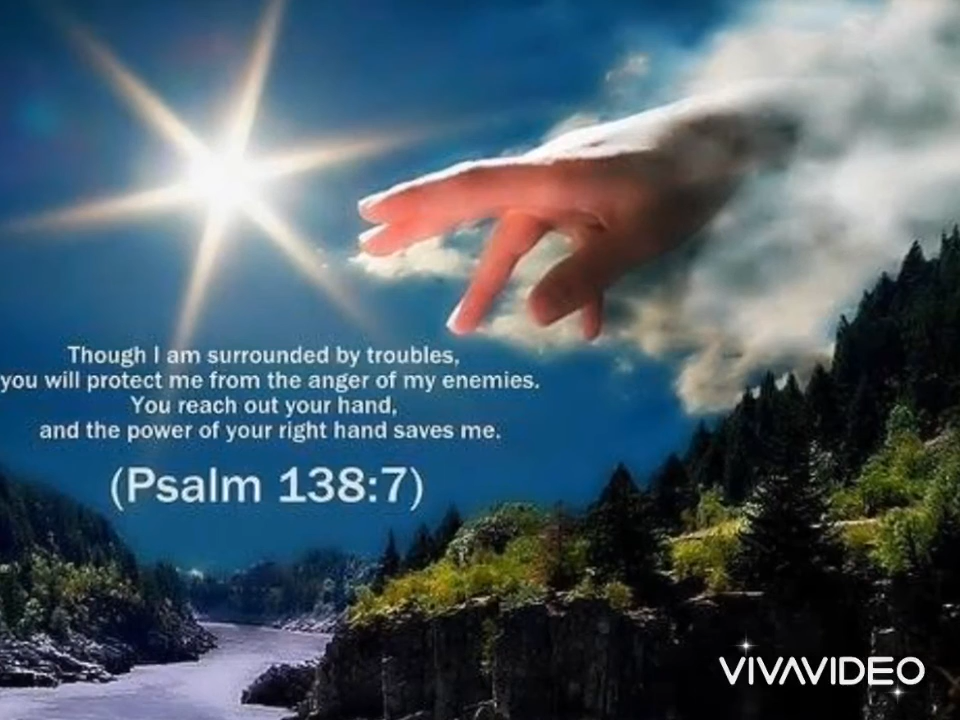 Though I am surrounded by troubles,
you will protect me from the anger of my enemies.
You reach out your hand,
and the power of your right hand saves me.
(Psalm 138:7)
VIVAVIDEO